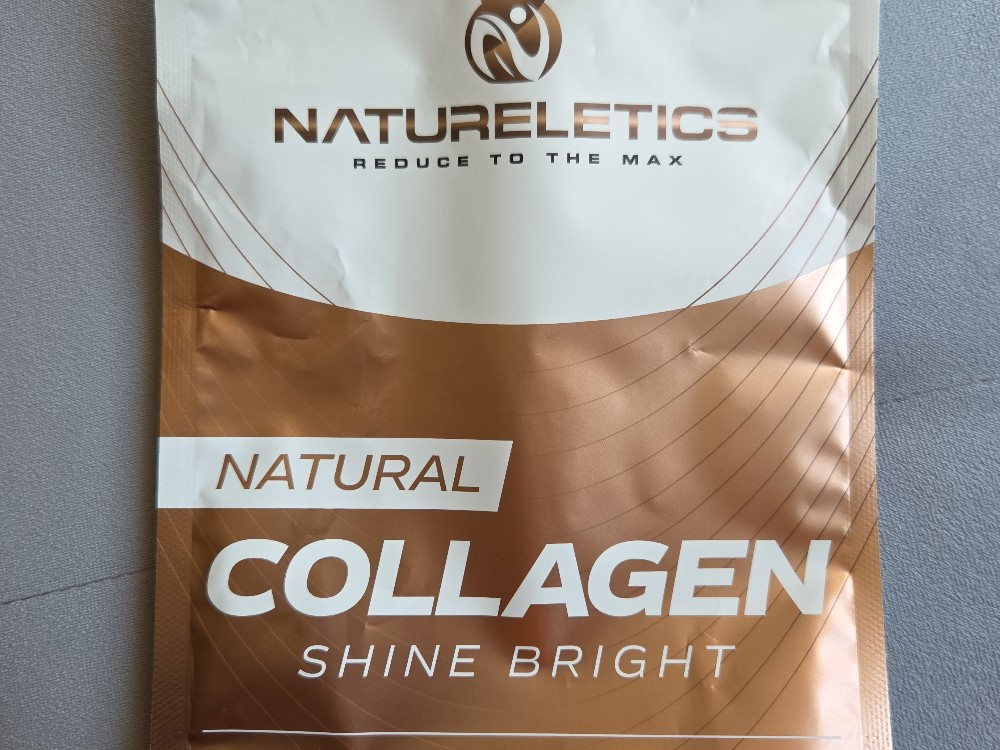 NATURELETICS
REDUCE TO THE MAX
NATURAL
COLLAGEN
SHINE BRIGHT